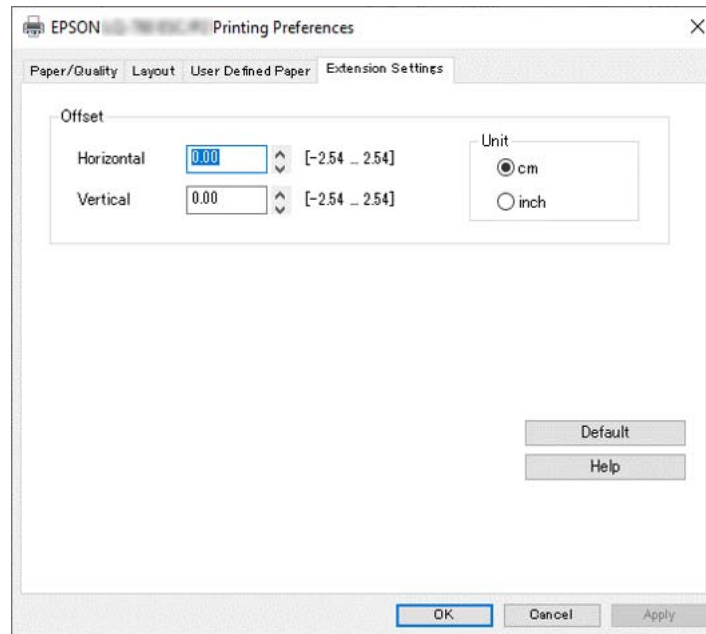 EPSON Printing Preferences
Paper/Quality Layout User Defined Paper Extension Settings
Offset
Horizontal 0.00 [-2.54 ... 2.54]
Vertical 0.00 [-2.54 ... 2.54]
Unit
cm
inch
Default
Help
OK Cancel Apply